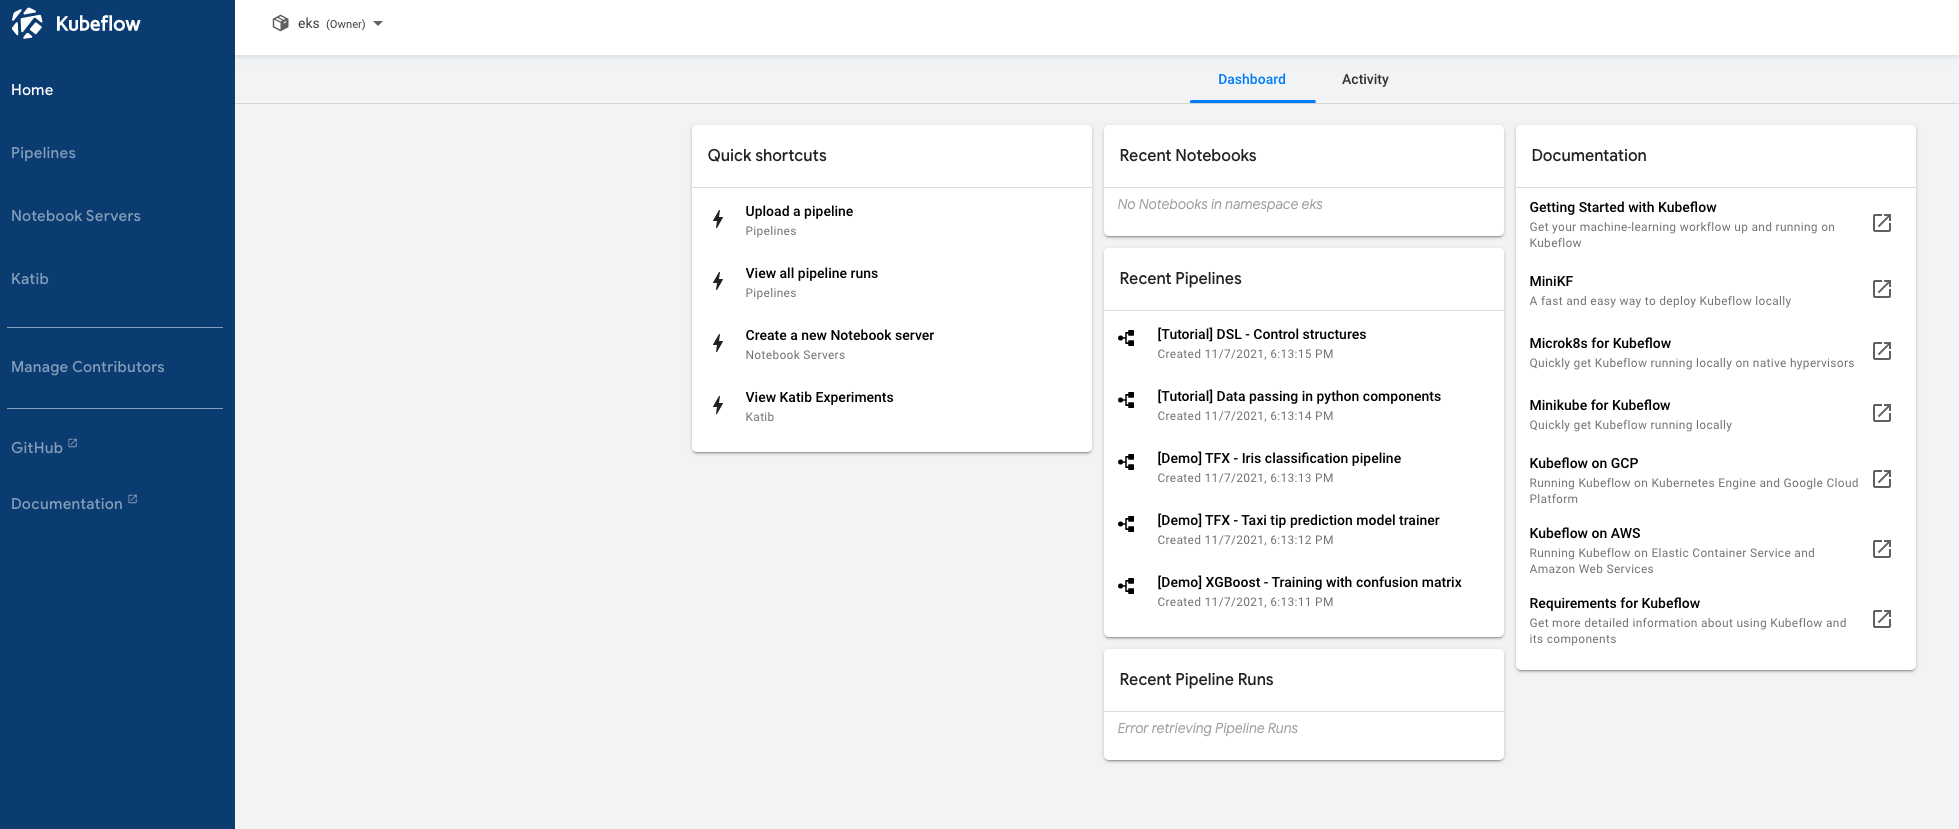 Kubeflow
eks (Owner)
Home
Pipelines
Notebook Servers
Katib
Manage Contributors
GitHub
Documentation
Dashboard
Activity
Quick shortcuts
Upload a pipeline
Pipelines
View all pipeline runs
Pipelines
Create a new Notebook server
Notebook Servers
View Katib Experiments
Katib
Recent Notebooks
No Notebooks in namespace eks
Recent Pipelines
[Tutorial] DSL - Control structures
Created 11/7/2021, 6:13:15 PM
[Tutorial] Data passing in python components
Created 11/7/2021, 6:13:14 PM
[Demo] TFX - Iris classification pipeline
Created 11/7/2021, 6:13:13 PM
[Demo] TFX - Taxi tip prediction model trainer
Created 11/7/2021, 6:13:12 PM
[Demo] XGBoost - Training with confusion matrix
Created 11/7/2021, 6:13:11 PM
Recent Pipeline Runs
Error retrieving Pipeline Runs
Documentation
Getting Started with Kubeflow
Get your machine-learning workflow up and running on
Kubeflow
MiniKF
A fast and easy way to deploy Kubeflow locally
Microk8s for Kubeflow
Quickly get Kubeflow running locally on native hypervisors
Minikube for Kubeflow
Quickly get Kubeflow running locally
Kubeflow on GCP
Running Kubeflow on Kubernetes Engine and Google Cloud
Platform
Kubeflow on AWS
Running Kubeflow on Elastic Container Service and
Amazon Web Services
Requirements for Kubeflow
Get more detailed information about using Kubeflow and
its components